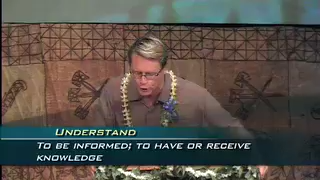 Understand
To be informed; to have or receive
knowledge